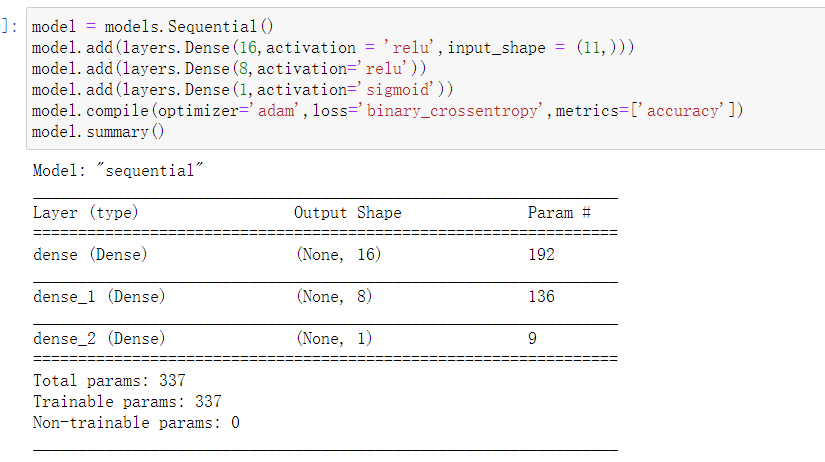 ]: model = models.Sequential()
model.add(layers.Dense(16,activation = 'relu',input_shape = (11,)))
model.add(layers.Dense(8,activation='relu'))
model.add(layers.Dense(1,activation='sigmoid'))
model.compile(optimizer='adam',loss='binary_crossentropy',metrics=['accuracy'])
model.summary()
Model: "sequential"
_________________________________________________________________
Layer (type)                 Output Shape              Param #
=================================================================
dense (Dense)                (None, 16)                192
_________________________________________________________________
dense_1 (Dense)              (None, 8)                 136
_________________________________________________________________
dense_2 (Dense)              (None, 1)                 9
=================================================================
Total params: 337
Trainable params: 337
Non-trainable params: 0
_________________________________________________________________